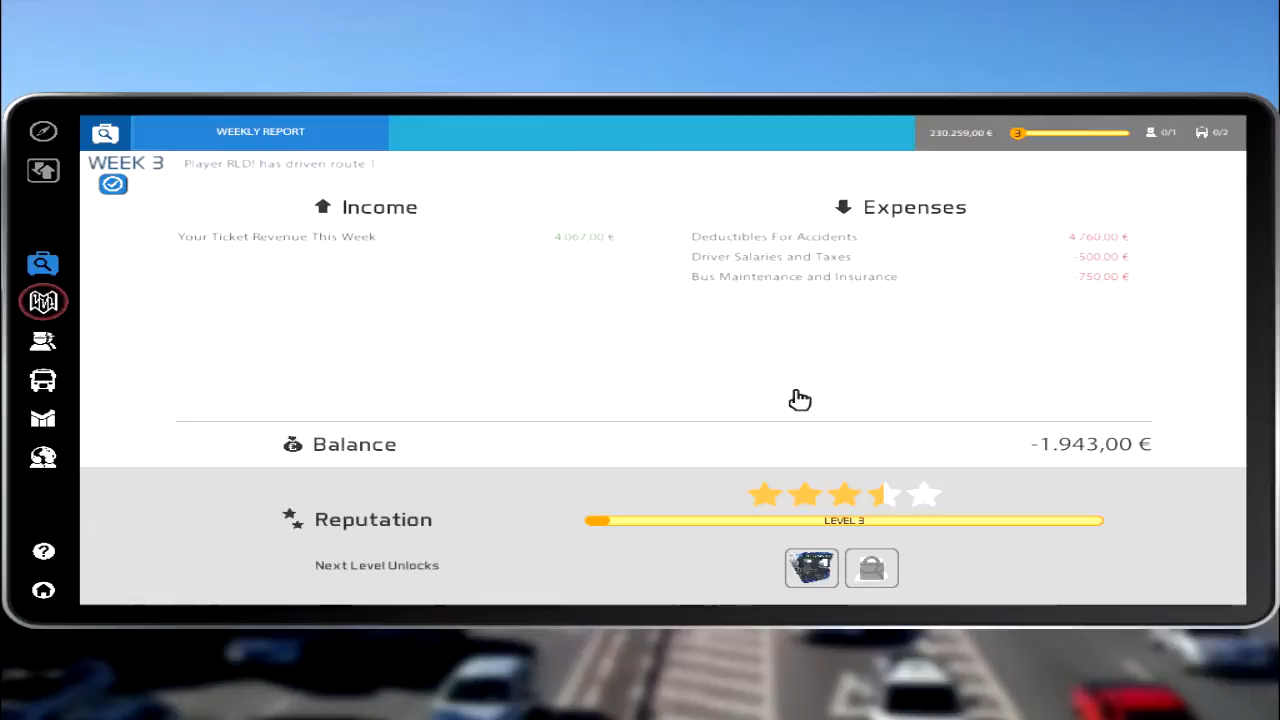 WEEKLY REPORT
230.259,00 €
3
0/1
0/2
WEEK 3
Player RLD! has driven route 1
Income
Expenses
Your Ticket Revenue This Week 4.067,00 €
Deductibles For Accidents 4.760,00 €
Driver Salaries and Taxes -500,00 €
Bus Maintenance and Insurance -750,00 €
Balance -1.943,00 €
Reputation
LEVEL 3
Next Level Unlocks
?